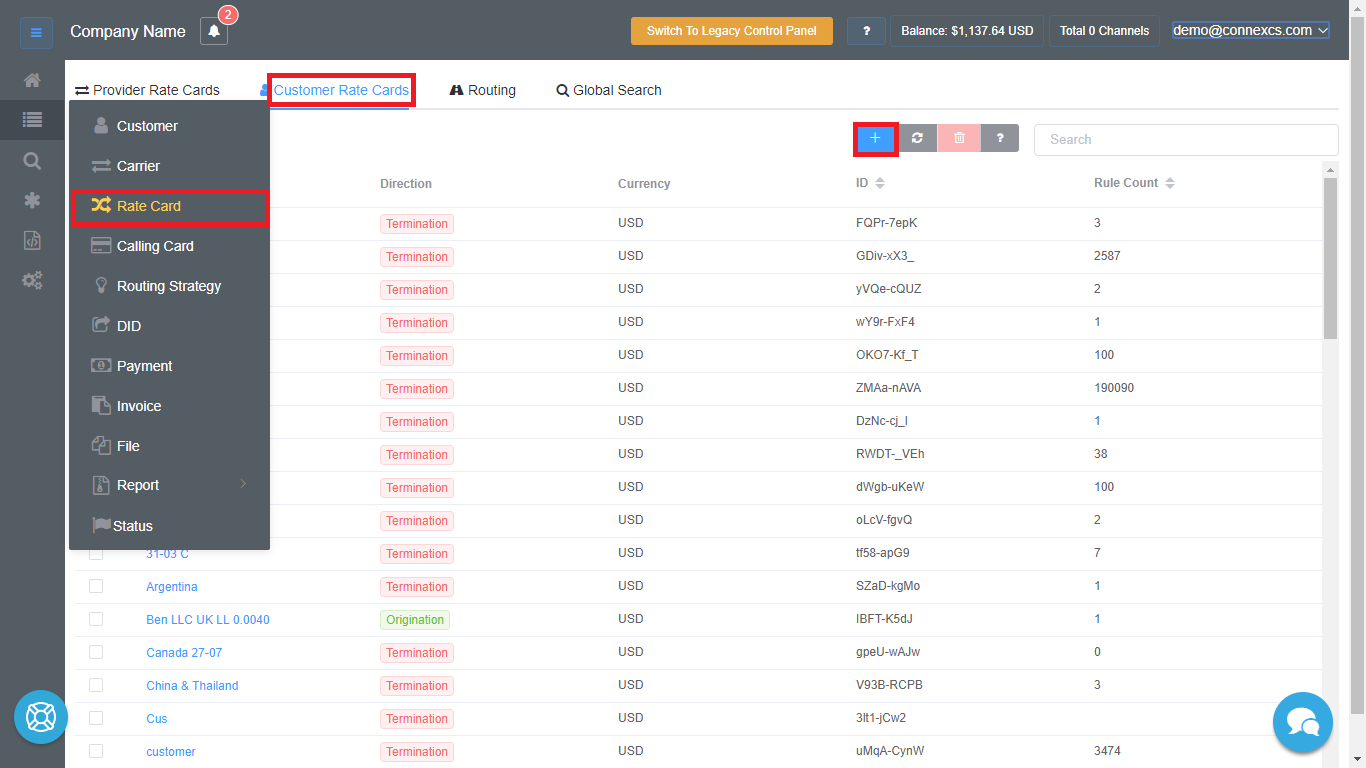 Company Name 2 Switch To Legacy Control Panel ? Balance: $1,137.64 USD Total 0 Channels demo@connexcs.com
Provider Rate Cards Customer Rate Cards Routing Global Search
+ ? Search
Customer
Carrier
Rate Card
Calling Card
Routing Strategy
DID
Payment
Invoice
File
Report
Status
Direction Currency ID Rule Count
Termination USD FQPr-7epK 3
Termination USD GDiv-xX3_ 2587
Termination USD yVQe-cQUZ 2
Termination USD wY9r-FxF4 1
Termination USD OKO7-Kf_T 100
Termination USD ZMAa-nAVA 190090
Termination USD DzNc-cj_I 1
Termination USD RWDT-_VEh 38
Termination USD dWgb-uKeW 100
Termination USD oLcV-fgvQ 2
31-03 C Termination USD tf58-apG9 7
Argentina Termination USD SZaD-kgMo 1
Ben LLC UK LL 0.0040 Origination USD IBFT-K5dJ 1
Canada 27-07 Termination USD gpeU-wAJw 0
China & Thailand Termination USD V93B-RCPB 3
Cus Termination USD 3It1-jCw2
customer Termination USD uMqA-CynW 3474